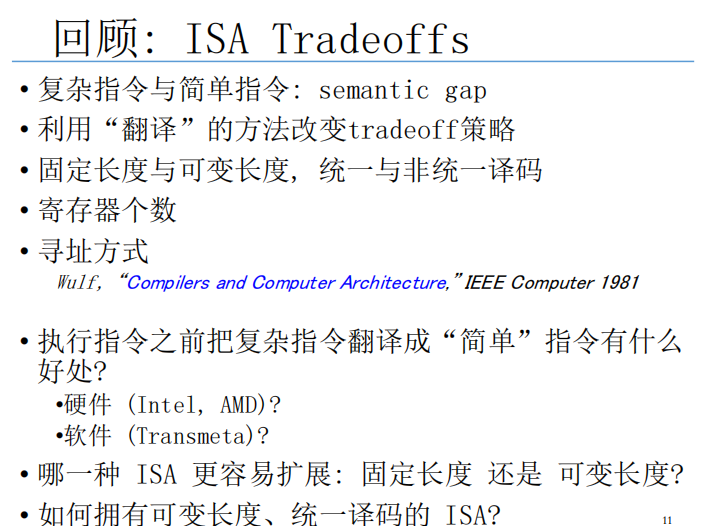 回顾: ISA Tradeoffs
•复杂指令与简单指令: semantic gap
•利用“翻译”的方法改变tradeoff策略
•固定长度与可变长度, 统一与非统一译码
•寄存器个数
•寻址方式
Wulf, “Compilers and Computer Architecture,” IEEE Computer 1981
•执行指令之前把复杂指令翻译成“简单”指令有什么
好处?
•硬件 (Intel, AMD)?
•软件 (Transmeta)?
•哪一种 ISA 更容易扩展: 固定长度 还是 可变长度?
•如何拥有可变长度、统一译码的 ISA?
11